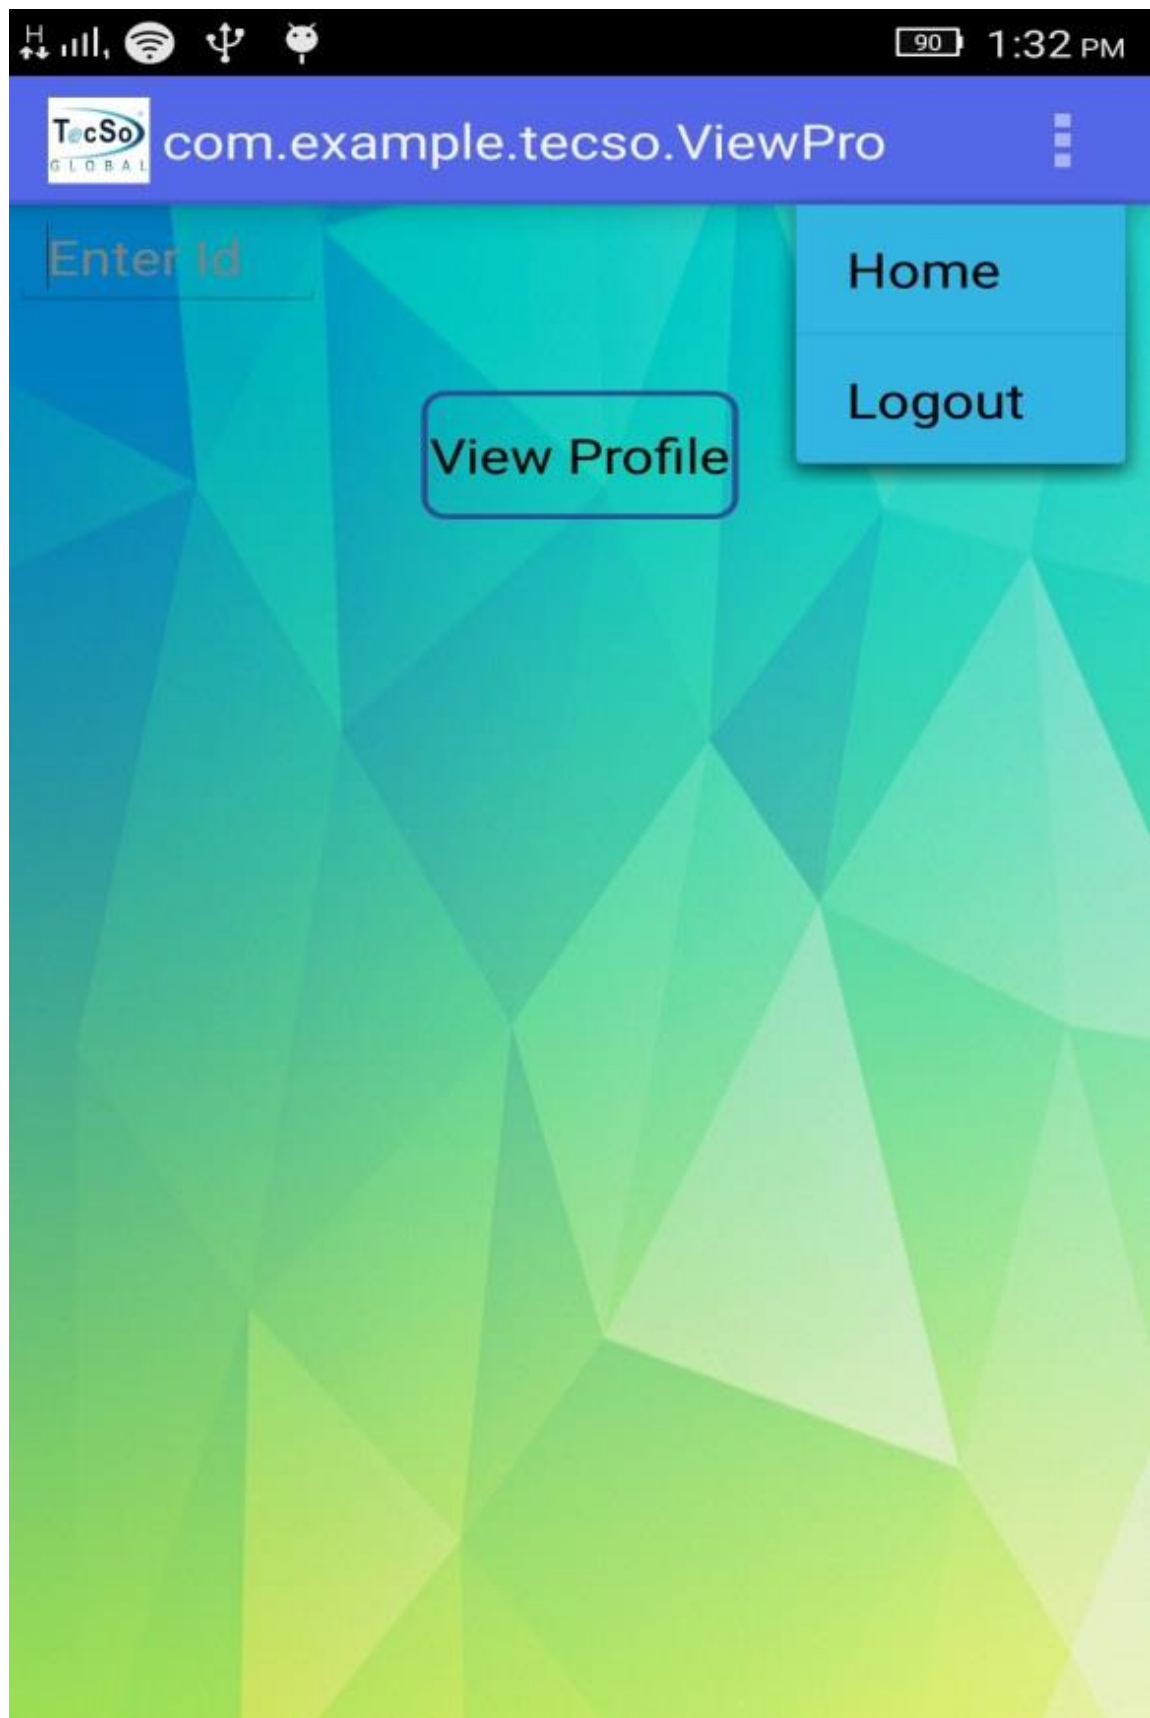 H 90 1:32 PM
TecSo
GLOBAL
com.example.tecso.ViewPro
Enter Id
Home
Logout
View Profile